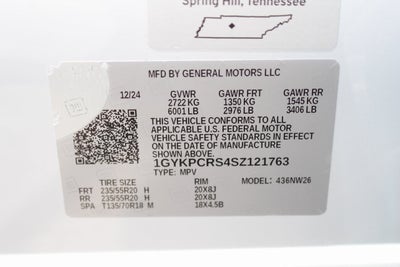 Spring Hill, Tennessee
MFD BY GENERAL MOTORS LLC
12/24 GVWR GAWR FRT GAWR RR
2722 KG 1350 KG 1545 KG
6001 LB 2976 LB 3406 LB
THIS VEHICLE CONFORMS TO ALL
APPLICABLE U.S. FEDERAL MOTOR
VEHICLE SAFETY STANDARDS IN EFFECT
ON THE DATE OF MANUFACTURE
SHOWN ABOVE.
1GYKPCRS4SZ121763
TYPE: MPV MODEL: 436NW26
TIRE SIZE RIM
FRT 235/55R20 H 20X8J
RR 235/55R20 H 20X8J
SPA T135/70R18 M 18X4.5B